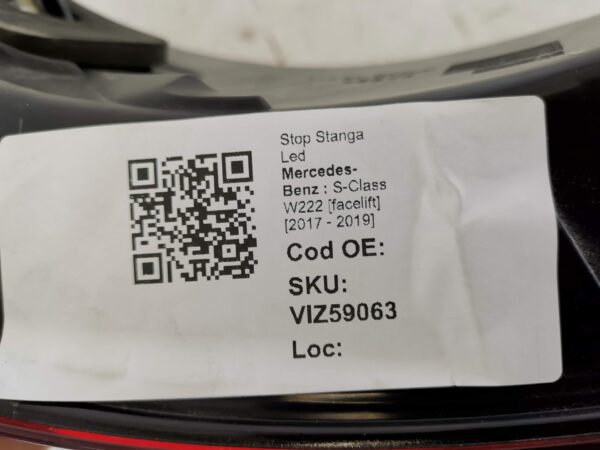 Stop Stanga
Led
Mercedes-
Benz : S-Class
W222 [facelift]
[2017 - 2019]
Cod OE:
SKU:
VIZ59063
Loc: